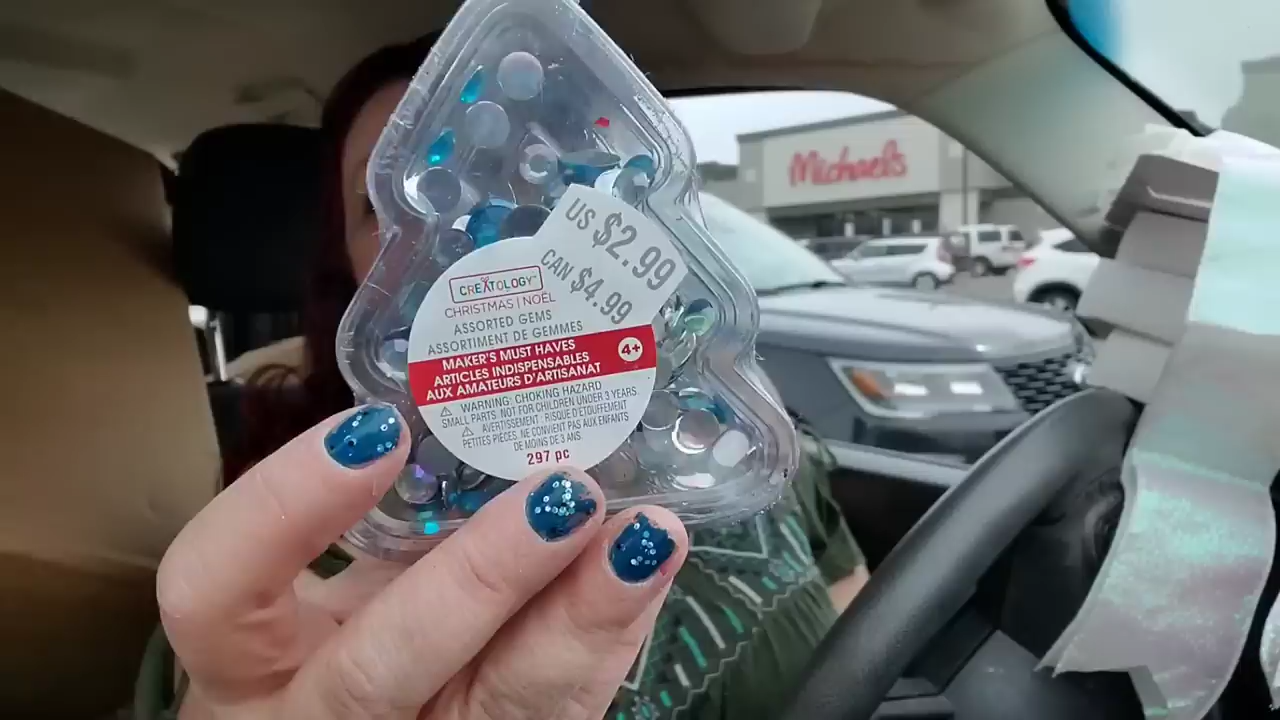 Michaels
US $2.99
CAN $4.99
CREATOLOGY™
CHRISTMAS | NOËL
ASSORTED GEMS
ASSORTIMENT DE GEMMES
MAKER'S MUST HAVES
ARTICLES INDISPENSABLES
AUX AMATEURS D'ARTISANAT
4+
⚠ WARNING: CHOKING HAZARD
SMALL PARTS. NOT FOR CHILDREN UNDER 3 YEARS.
⚠ AVERTISSEMENT : RISQUE D'ÉTOUFFEMENT
PETITES PIÈCES. NE CONVIENT PAS AUX ENFANTS
DE MOINS DE 3 ANS.
297 pc